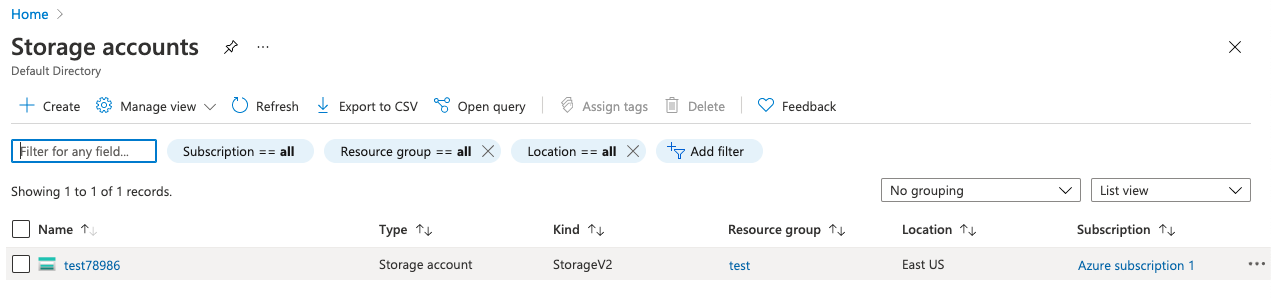 Home
Storage accounts
Default Directory
Create Manage view Refresh Export to CSV Open query Assign tags Delete Feedback
Filter for any field... Subscription == all Resource group == all Location == all Add filter
Showing 1 to 1 of 1 records. No grouping List view
Name Type Kind Resource group Location Subscription
test78986 Storage account StorageV2 test East US Azure subscription 1